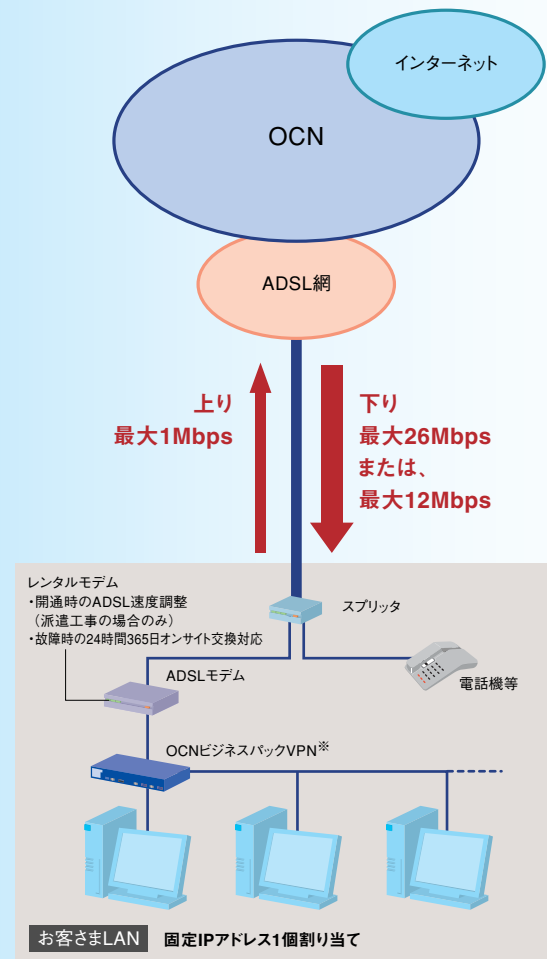 インターネット
OCN
ADSL網
上り
最大1Mbps
下り
最大26Mbps
または、
最大12Mbps
レンタルモデム
・開通時のADSL速度調整
（派遣工事の場合のみ）
・故障時の24時間365日オンサイト交換対応
スプリッタ
ADSLモデム
電話機等
OCNビジネスパックVPN※
お客さまLAN 固定IPアドレス1個割り当て